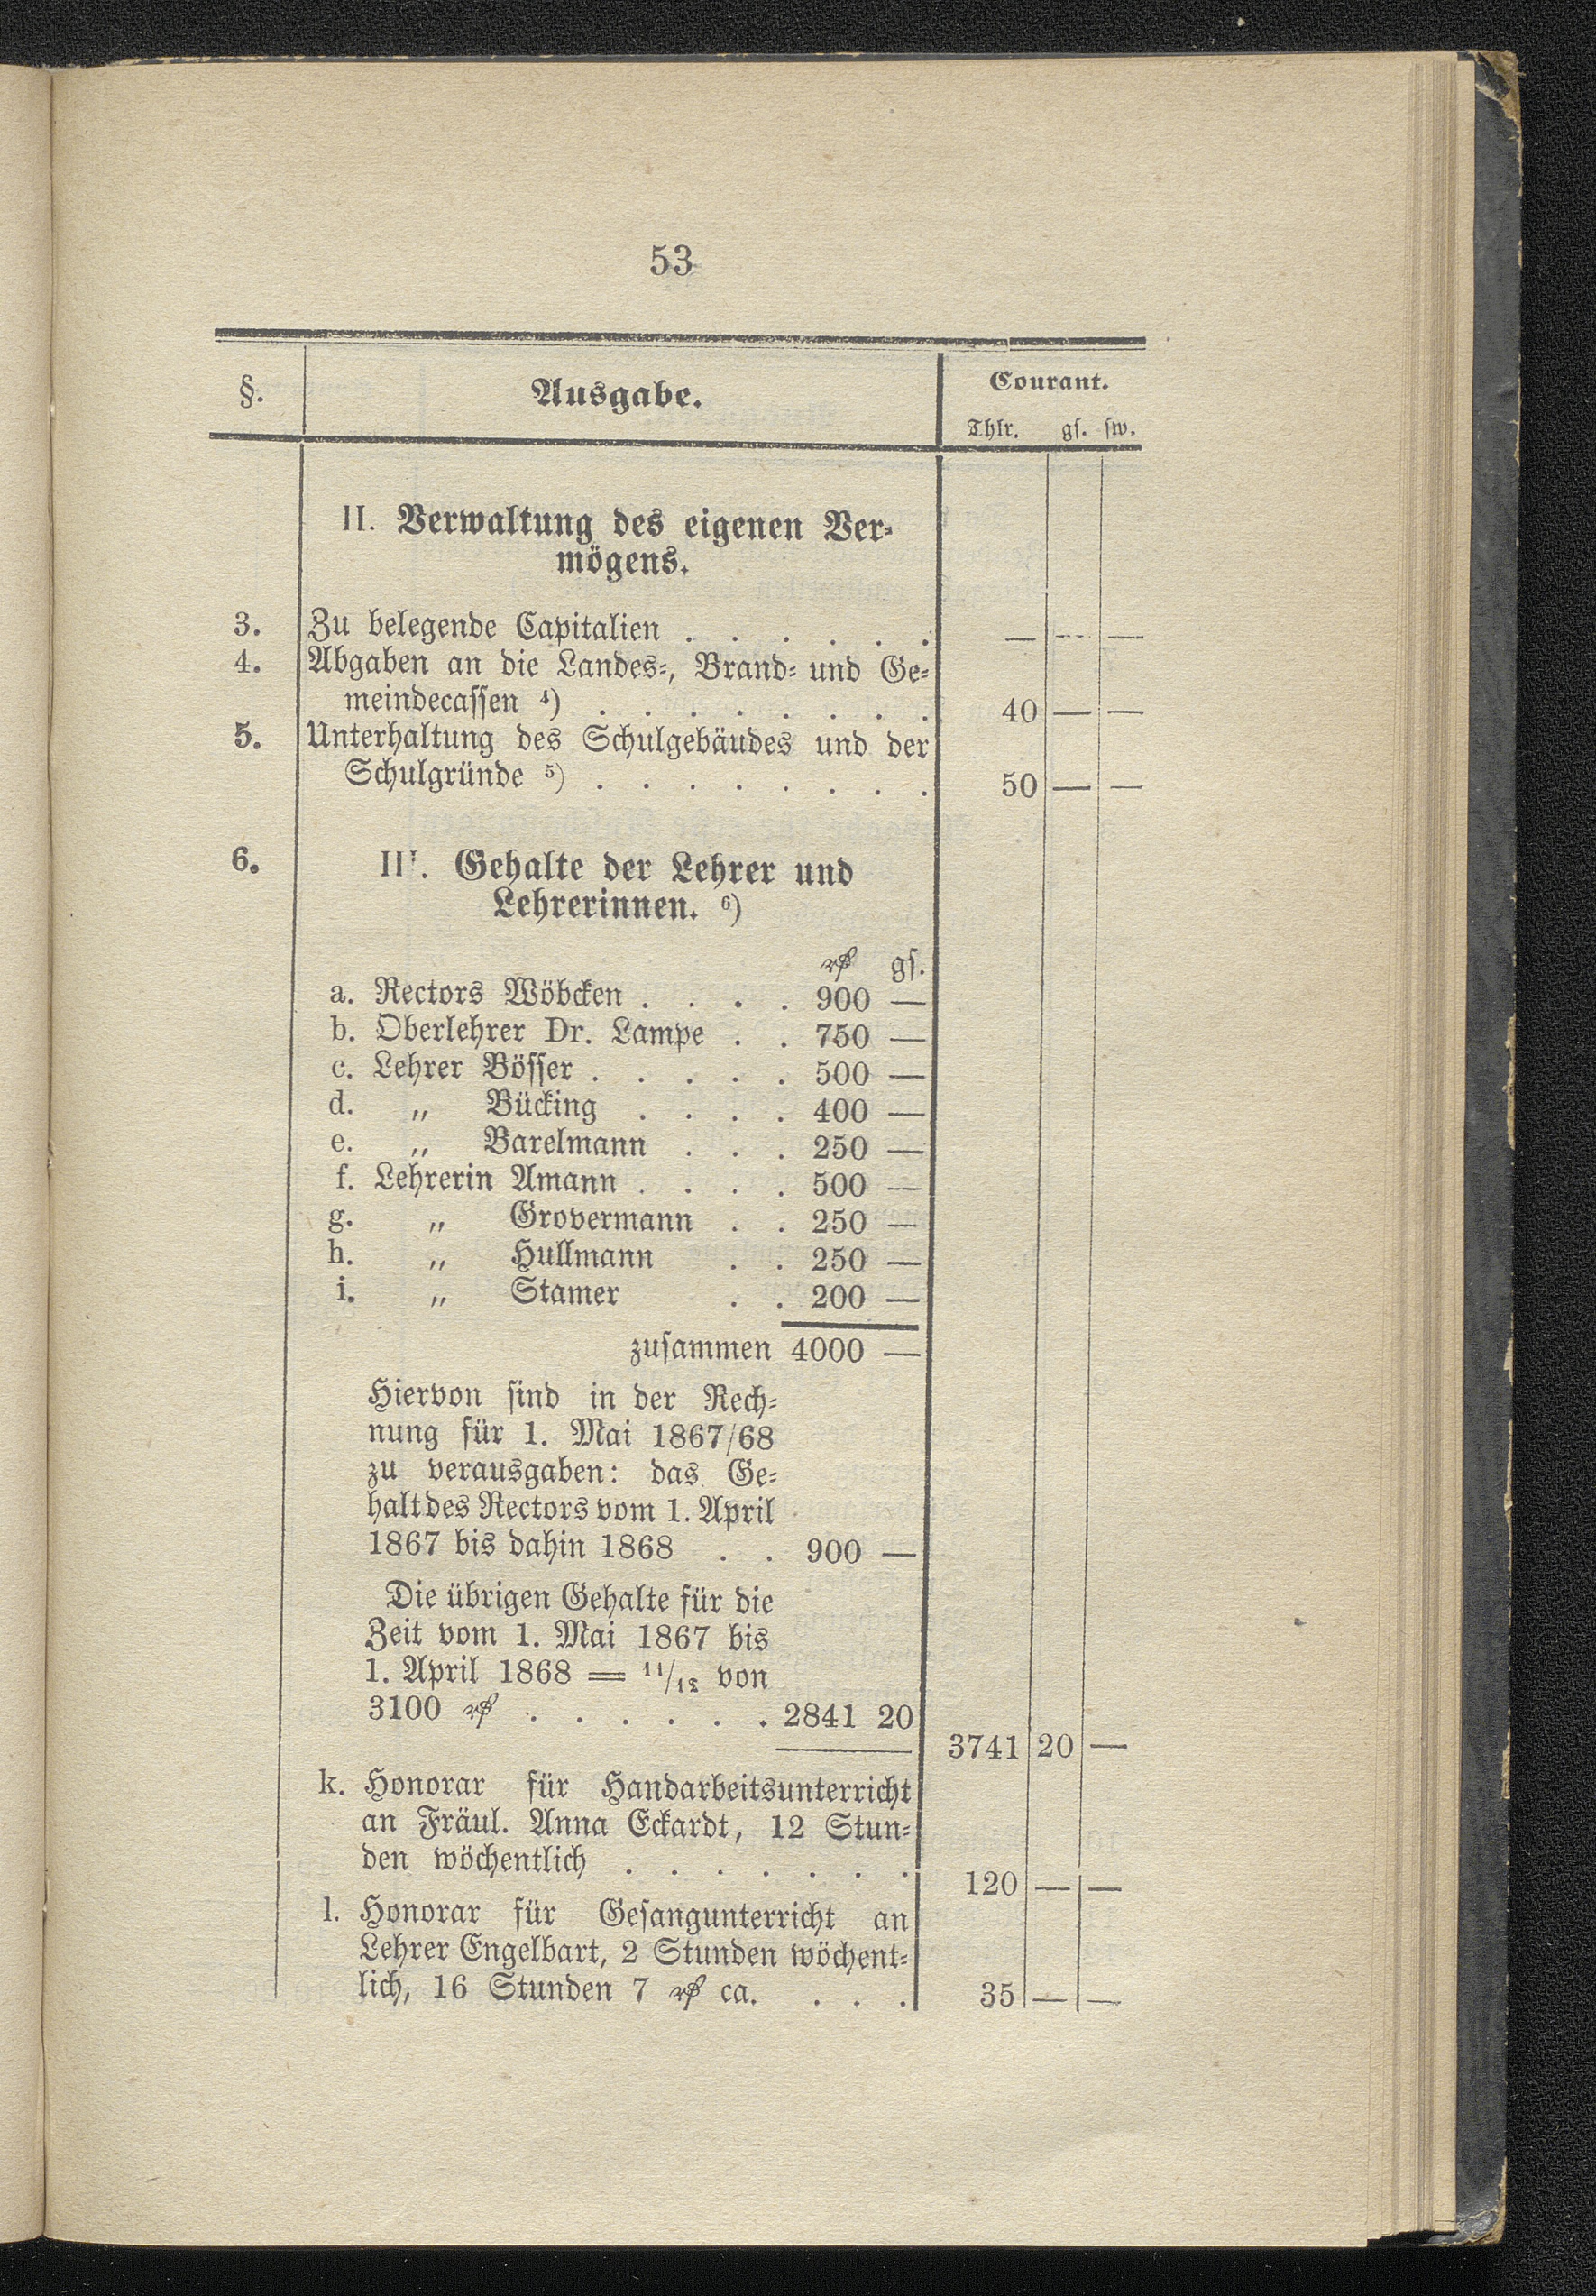 53
§. Ausgabe. Courant.
Thlr. gs. sw.
II. Verwaltung des eigenen Ver-
mögens.
3. Zu belegende Capitalien . . . . . . — — —
4. Abgaben an die Landes-, Brand- und Ge-
meindecassen ⁴) . . . . . . . . 40 — —
5. Unterhaltung des Schulgebäudes und der
Schulgründe ⁵) . . . . . . . . 50 — —
6. III. Gehalte der Lehrer und
Lehrerinnen. ⁶)
₰ gs.
a. Rectors Wöbcken . . . . 900 —
b. Oberlehrer Dr. Lampe . . 750 —
c. Lehrer Bösser . . . . . 500 —
d. „ Bücking . . . . 400 —
e. „ Barelmann . . . 250 —
f. Lehrerin Amann . . . . 500 —
g. „ Grovermann . . 250 —
h. „ Hullmann . . 250 —
i. „ Stamer . . 200 —
zusammen 4000 —
Hiervon sind in der Rech-
nung für 1. Mai 1867/68
zu verausgaben: das Ge-
halt des Rectors vom 1. April
1867 bis dahin 1868 . . 900 —
Die übrigen Gehalte für die
Zeit vom 1. Mai 1867 bis
1. April 1868 = ¹¹/₁₂ von
3100 ₰ . . . . . . 2841 20
3741 20 —
k. Honorar für Handarbeitsunterricht
an Fräul. Anna Eckardt, 12 Stun-
den wöchentlich . . . . . . . 120 — —
l. Honorar für Gesangunterricht an
Lehrer Engelbart, 2 Stunden wöchent-
lich, 16 Stunden 7 ₰ ca. . . . 35 — —